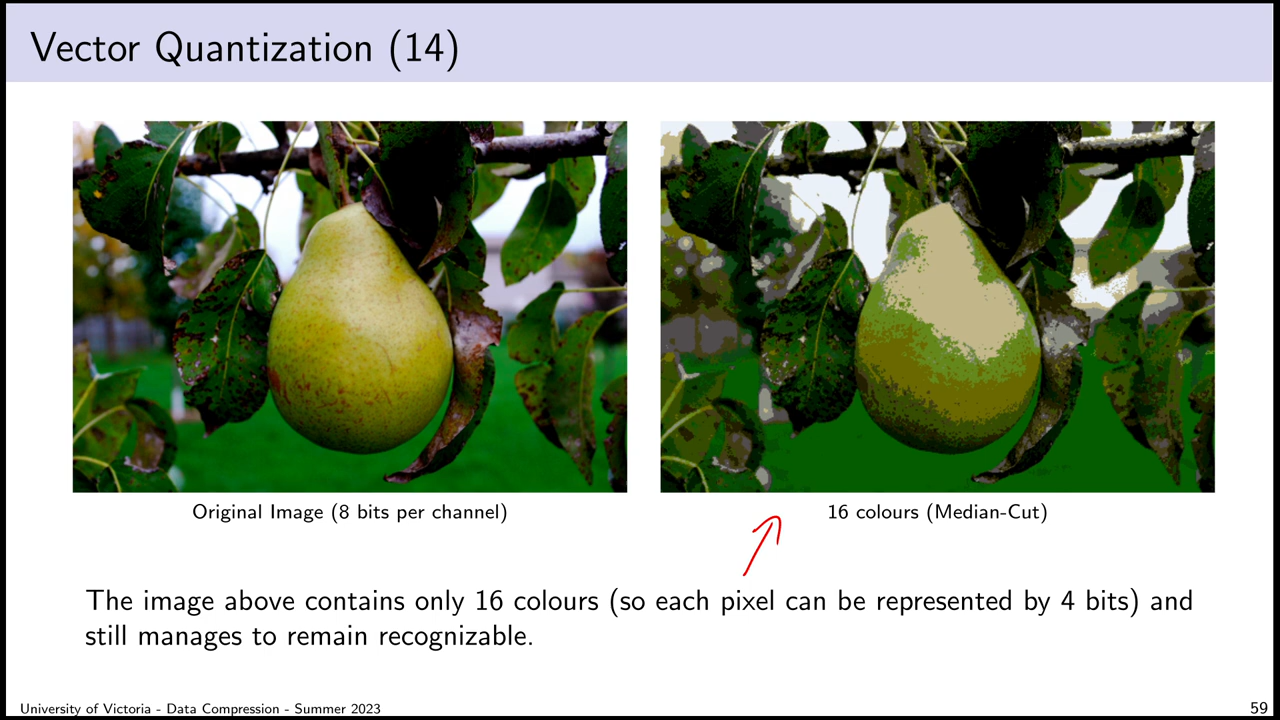 Vector Quantization (14)
Original Image (8 bits per channel)
16 colours (Median-Cut)
The image above contains only 16 colours (so each pixel can be represented by 4 bits) and
still manages to remain recognizable.
University of Victoria - Data Compression - Summer 2023
59